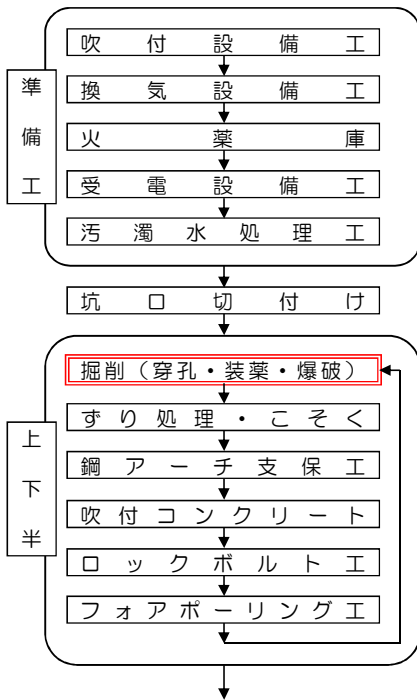 吹付設備工
換気設備工
火薬庫
受電設備工
汚濁水処理工
準備工
坑口切付け
掘削（穿孔・装薬・爆破）
ずり処理・こそく
鋼アーチ支保工
吹付コンクリート
ロックボルト工
フォアポーリング工
上下半